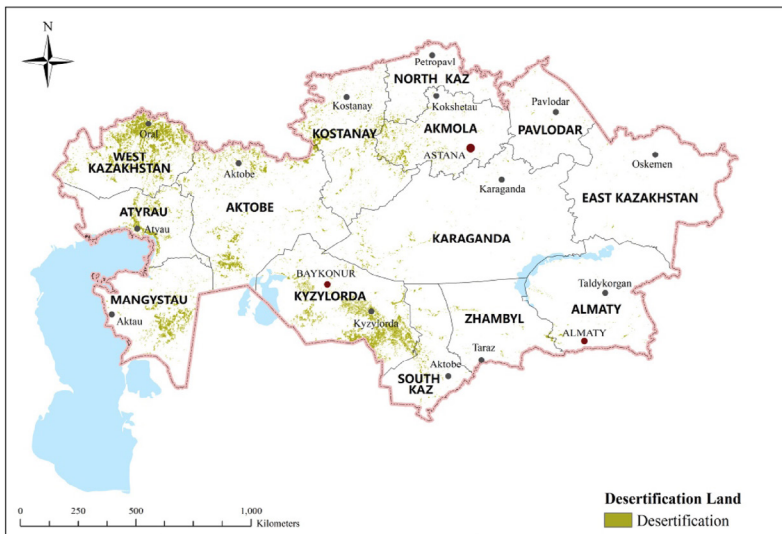 N
Petropavl
NORTH KAZ
Kostanay
Kokshetau
Pavlodar
KOSTANAY
AKMOLA
PAVLODAR
Oral
ASTANA
WEST
KAZAKHSTAN
Aktobe
Oskemen
Karaganda
EAST KAZAKHSTAN
ATYRAU
AKTOBE
Atyau
KARAGANDA
BAYKONUR
MANGYSTAU
KYZYLORDA
Taldykorgan
Aktau
Kyzylorda
ZHAMBYL
ALMATY
ALMATY
Aktobe
Taraz
SOUTH
KAZ
Desertification Land
Desertification
0 250 500 1,000
Kilometers